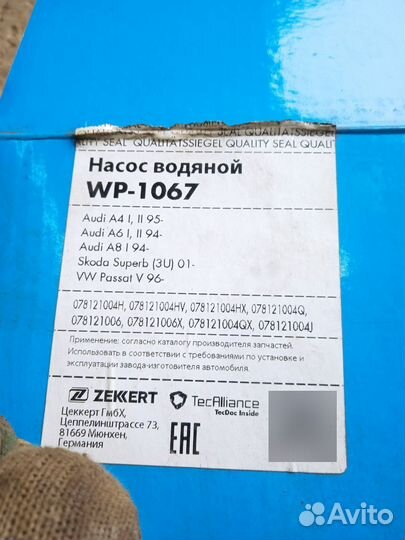 ALITY SEAL QUALITÄTSSIEGEL
QUALITÄTSSIEGEL QUALITY SEAL QUALIT
Насос водяной
WP-1067
Audi A4 I, II 95-
Audi A6 I, II 94-
Audi A8 I 94-
Skoda Superb (3U) 01-
VW Passat V 96-
078121004H, 078121004HV, 078121004HX, 078121004Q,
078121006, 078121006X, 078121004QX, 078121004J
Применение: согласно каталогу производителя запчастей.
Использовать в соответствии с требованиями по установке и
эксплуатации завода-изготовителя автомобиля.
ZEKKERT
TecAlliance
TecDoc Inside
Цеккерт ГмбХ,
Цеппелинштрассе 73,
81669 Мюнхен,
Германия
EAC
Avito